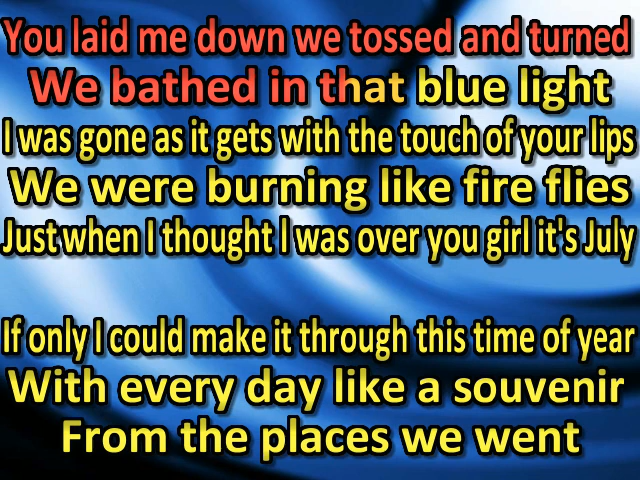 You laid me down we tossed and turned
We bathed in that blue light
I was gone as it gets with the touch of your lips
We were burning like fire flies
Just when I thought I was over you girl it's July
If only I could make it through this time of year
With every day like a souvenir
From the places we went